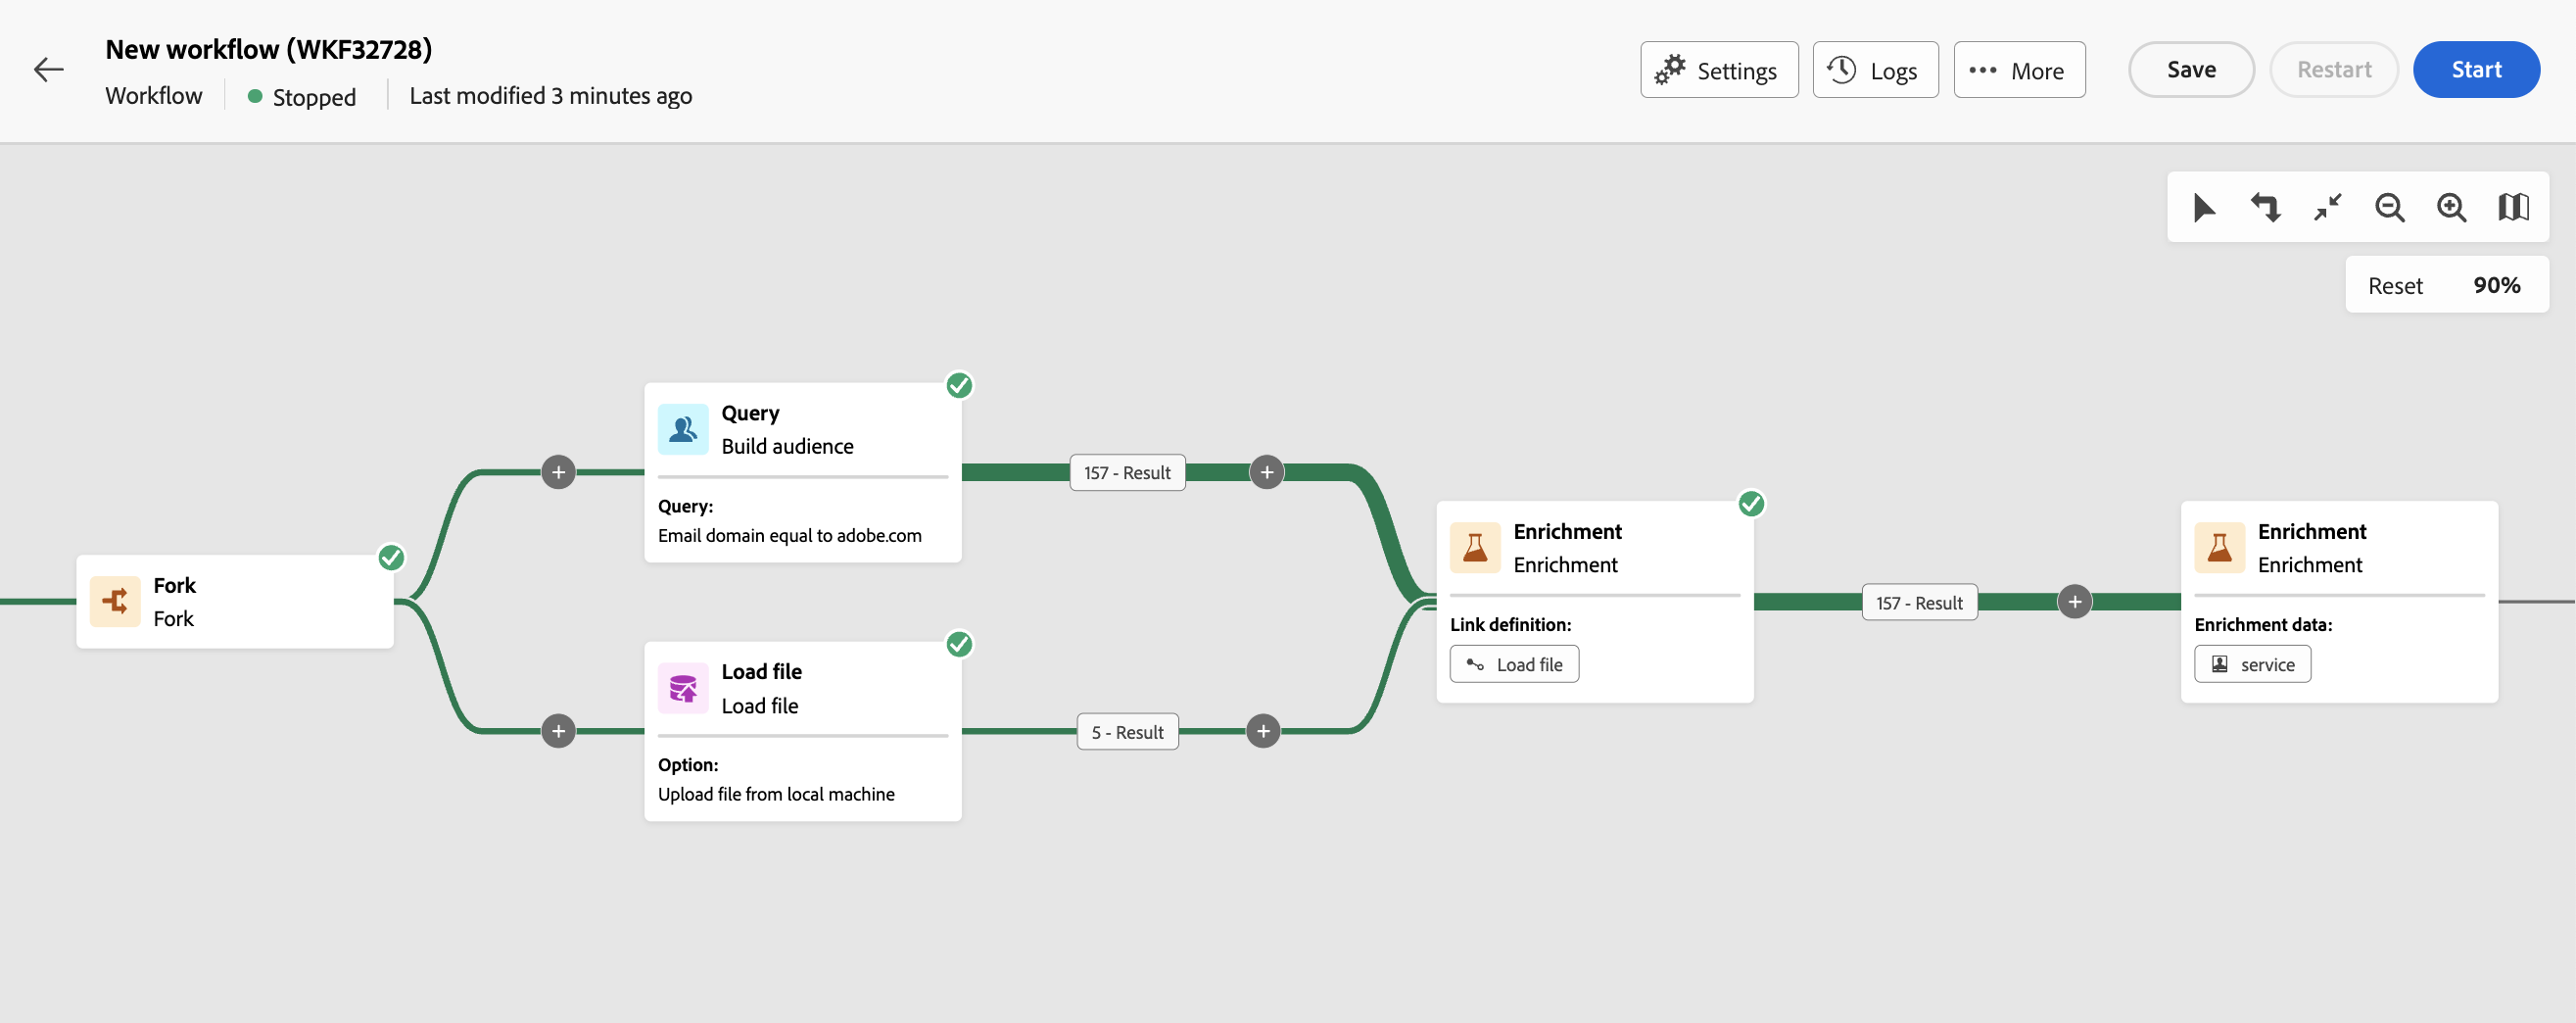 New workflow (WKF32728)
Workflow
Stopped
Last modified 3 minutes ago
Settings
Logs
More
Save
Restart
Start
Reset
90%
Fork
Fork
Query
Build audience
Query:
Email domain equal to adobe.com
157 - Result
Load file
Load file
Option:
Upload file from local machine
5 - Result
Enrichment
Enrichment
Link definition:
Load file
157 - Result
Enrichment
Enrichment
Enrichment data:
service